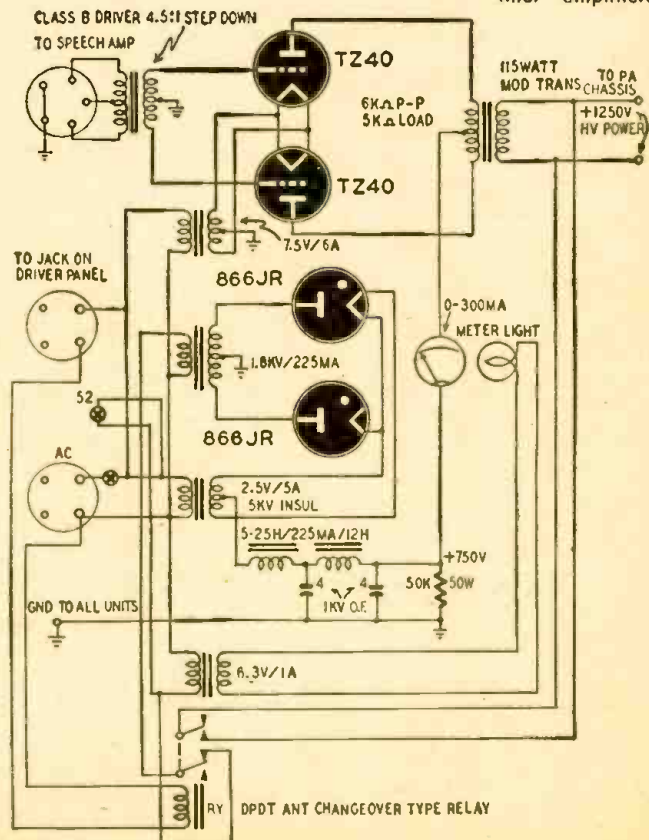 CLASS B DRIVER 4.5:1 STEP DOWN
TO SPEECH AMP
TZ40
TZ40
6KΩ P-P
5KΩ LOAD
115WATT
MOD TRANS
TO PA
CHASSIS
+1250V
HV POWER
7.5V/6A
TO JACK ON
DRIVER PANEL
866JR
866JR
1.8KV/225MA
0-300MA
METER LIGHT
S2
AC
2.5V/5A
5KV INSUL
5-25H/225MA/12H
+750V
50K
50W
4
4
1KV O.F.
GND TO ALL UNITS
6.3V/1A
RY
DPDT ANT CHANGEOVER TYPE RELAY